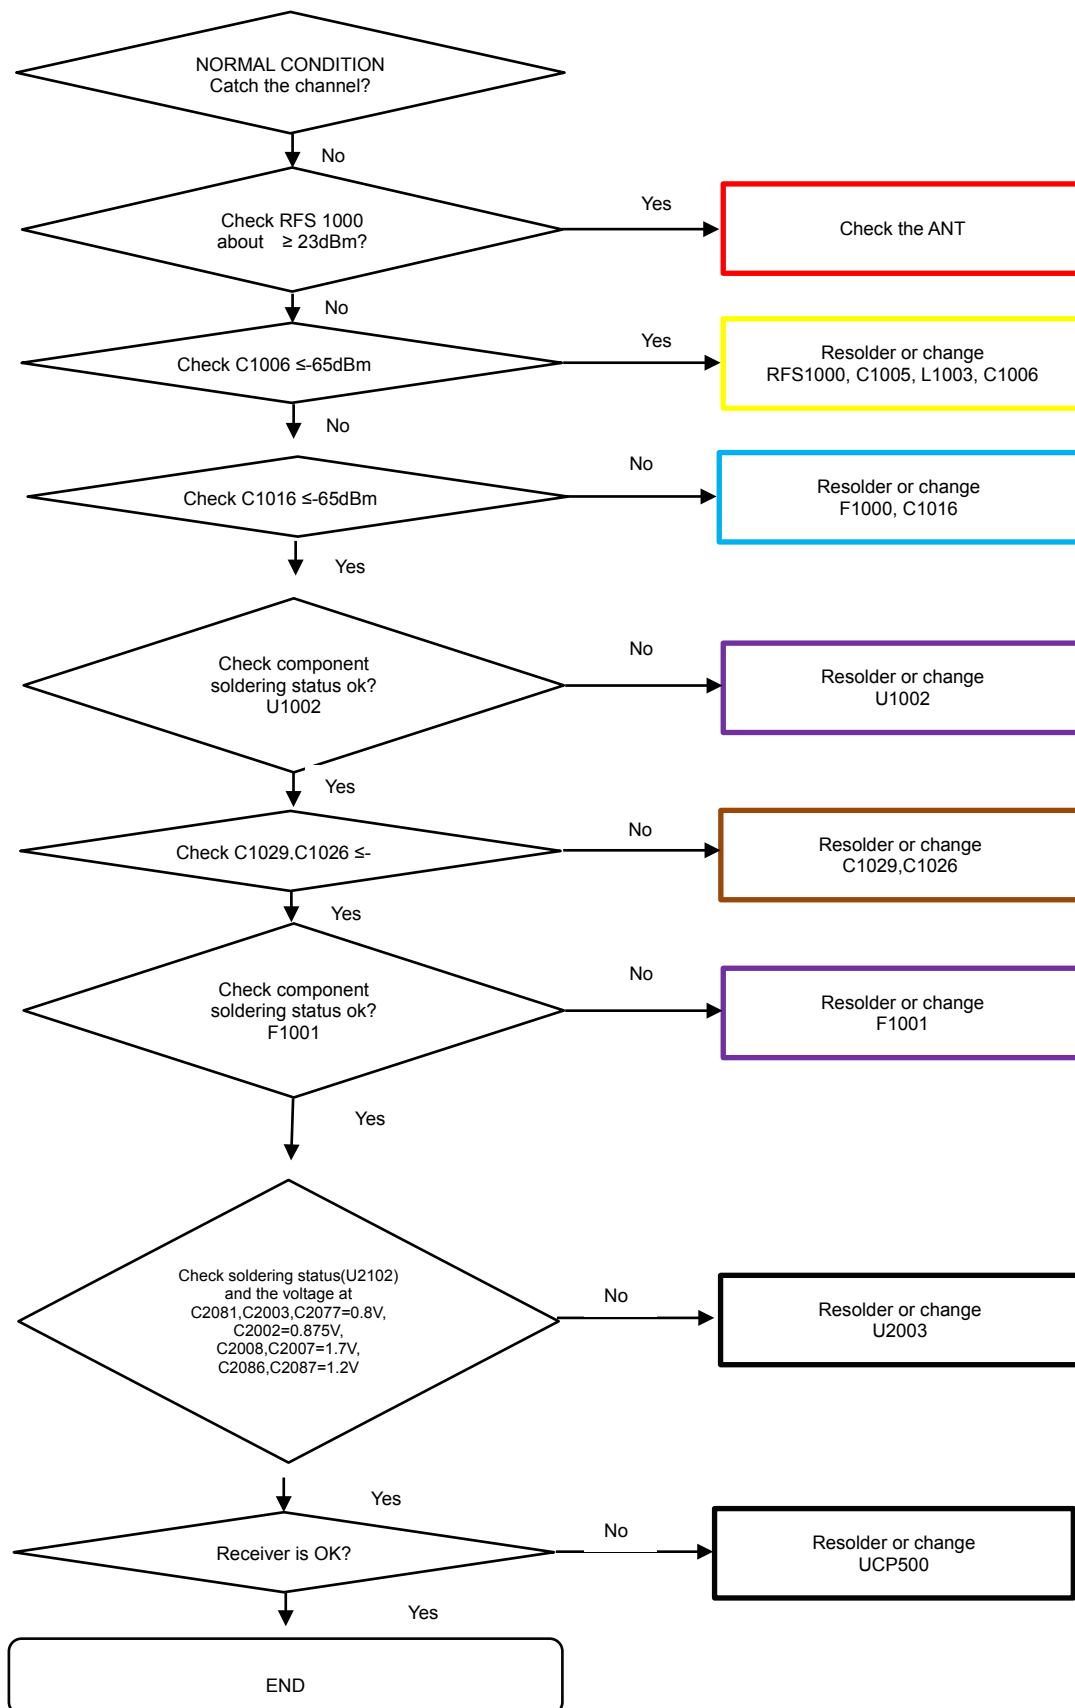 NORMAL CONDITION
Catch the channel?
No
Check RFS 1000
about ≥ 23dBm?
Yes
Check the ANT
No
Check C1006 ≤-65dBm
Yes
Resolder or change
RFS1000, C1005, L1003, C1006
No
Check C1016 ≤-65dBm
No
Resolder or change
F1000, C1016
Yes
Check component
soldering status ok?
U1002
No
Resolder or change
U1002
Yes
Check C1029,C1026 ≤-
No
Resolder or change
C1029,C1026
Yes
Check component
soldering status ok?
F1001
No
Resolder or change
F1001
Yes
Check soldering status(U2102)
and the voltage at
C2081,C2003,C2077=0.8V,
C2002=0.875V,
C2008,C2007=1.7V,
C2086,C2087=1.2V
No
Resolder or change
U2003
Yes
Receiver is OK?
No
Resolder or change
UCP500
Yes
END